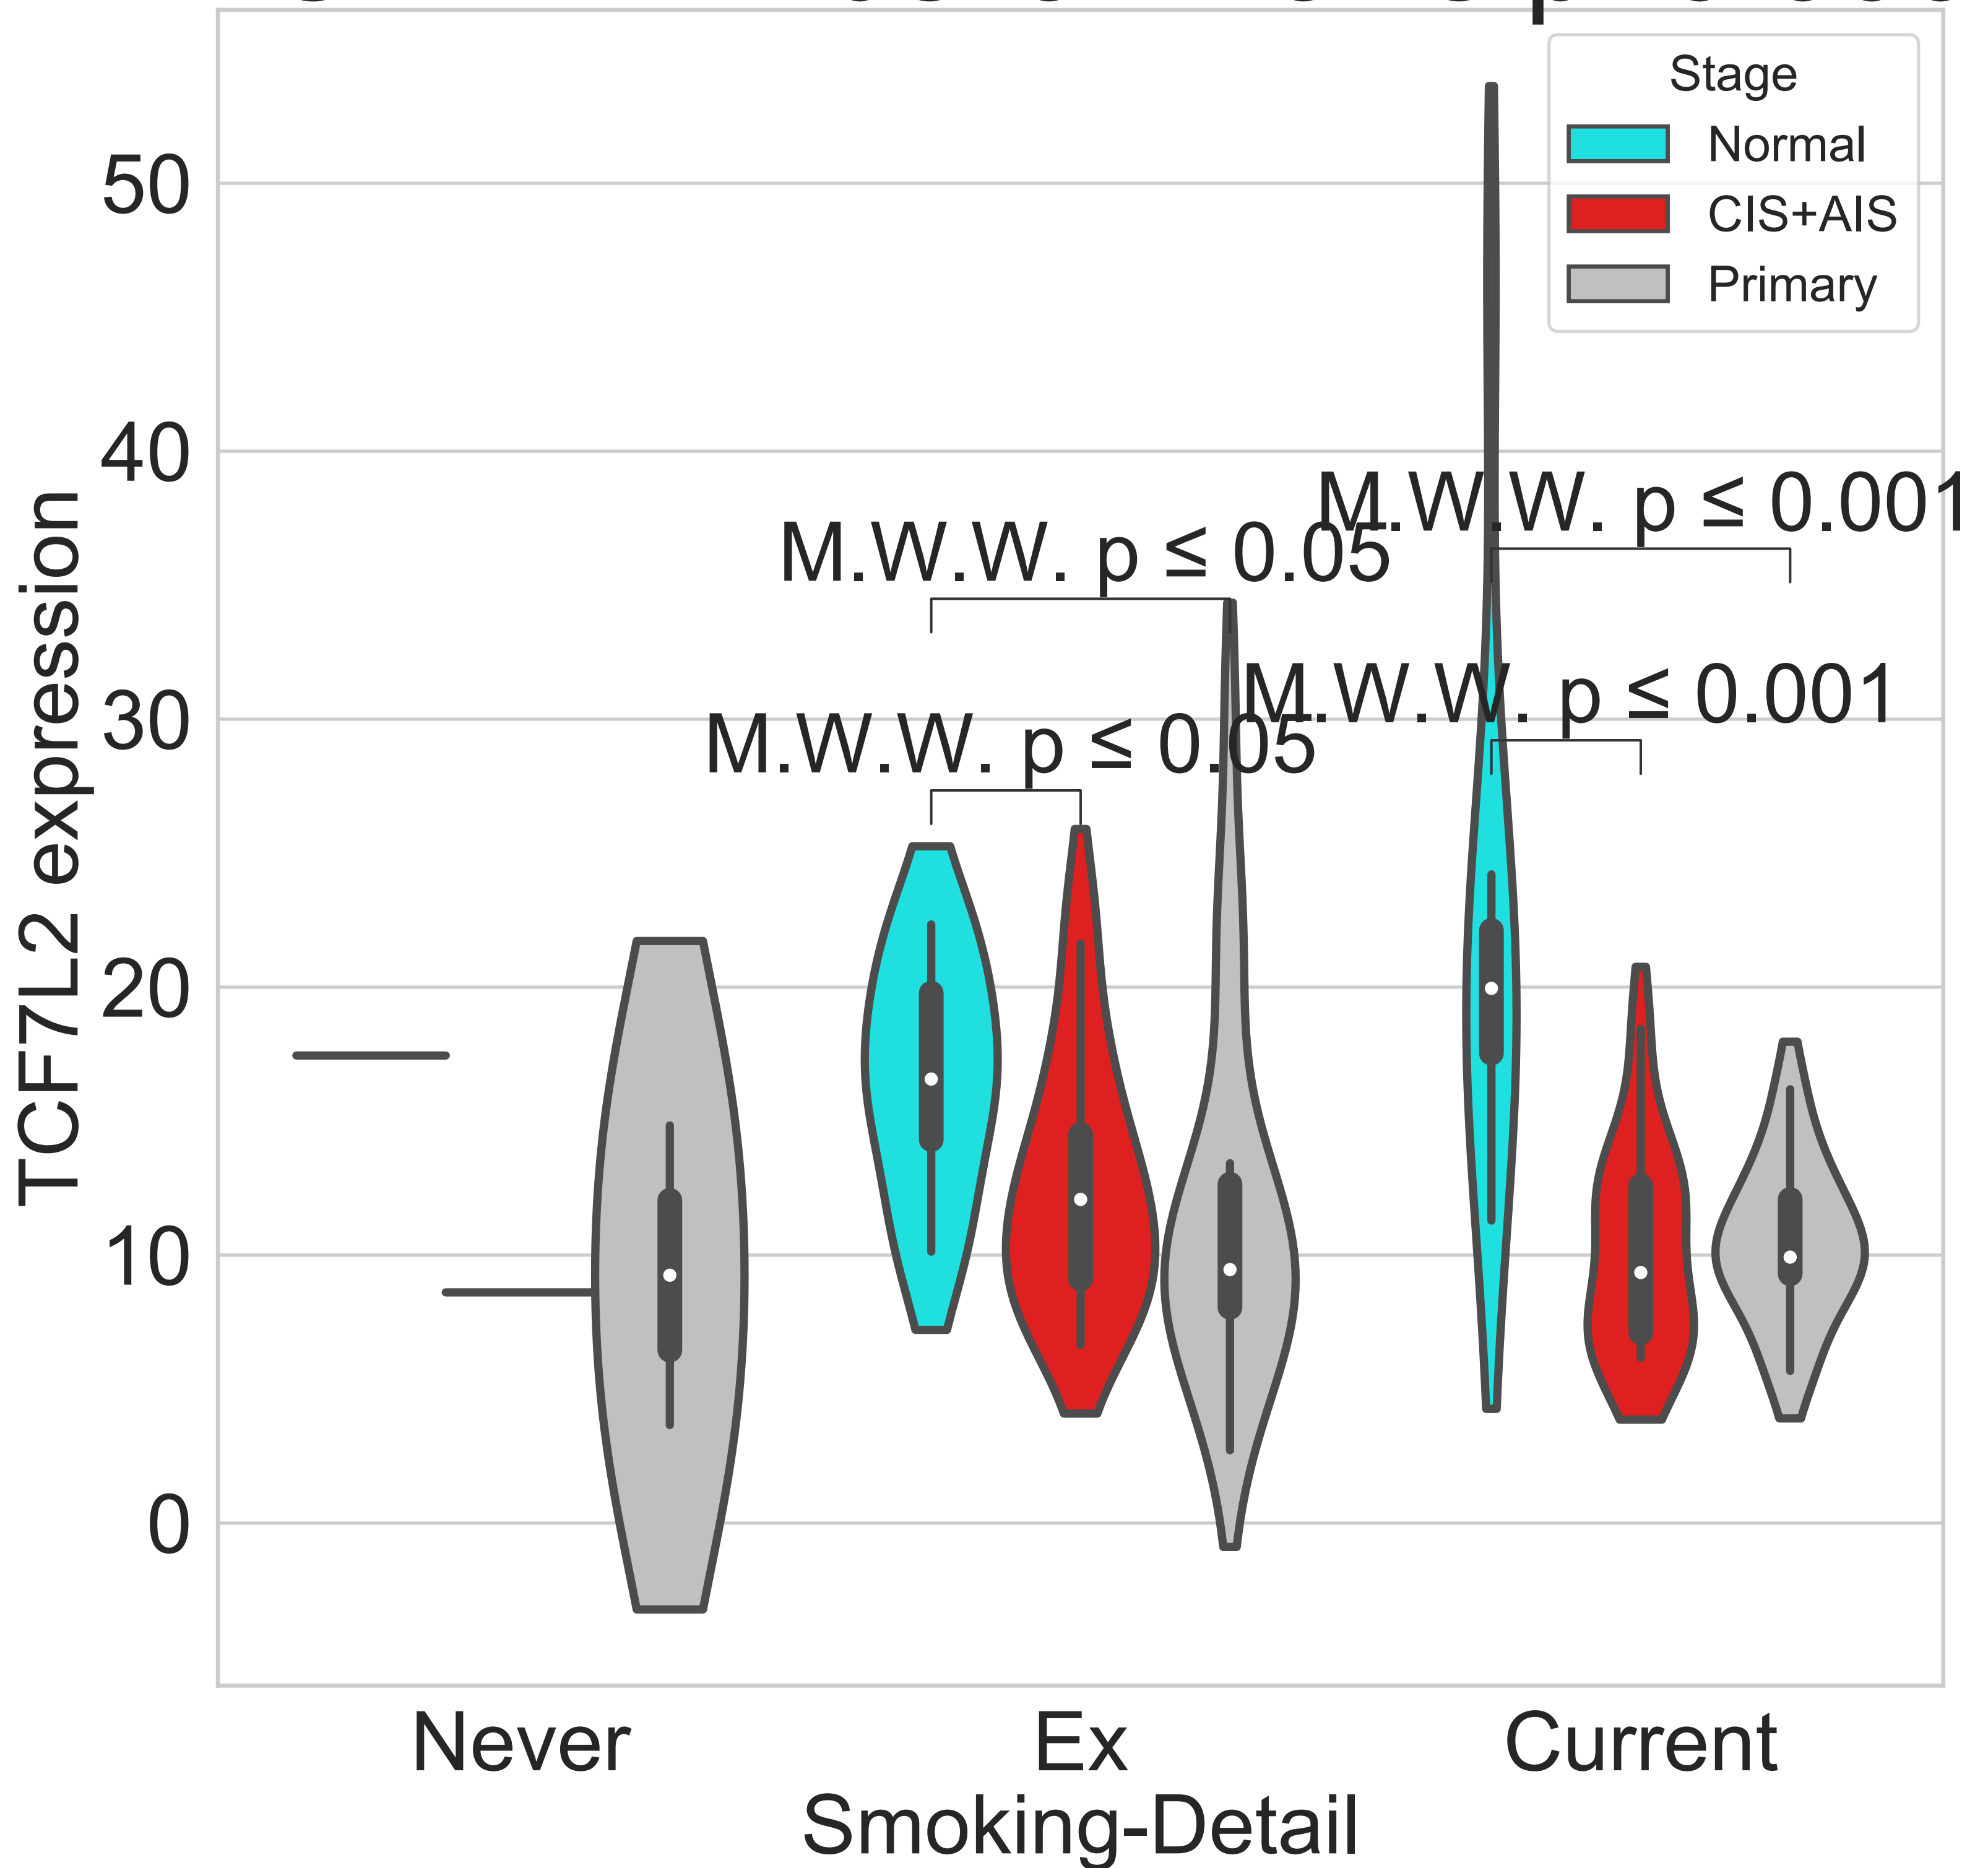 Stage
Normal
CIS+AIS
Primary
50
40
30
20
10
0
TCF7L2 expression
M.W.W. p ≤ 0.001
M.W.W. p ≤ 0.05
M.W.W. p ≤ 0.001
M.W.W. p ≤ 0.05
Never Ex Current
Smoking-Detail